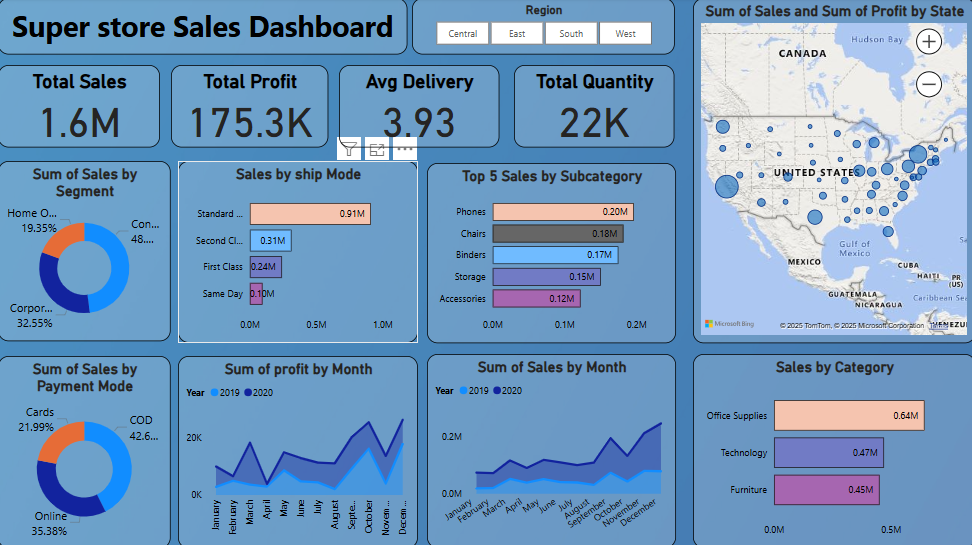 Super store Sales Dashboard
Region
Central
East
South
West
Total Sales
1.6M
Total Profit
175.3K
Avg Delivery
3.93
Total Quantity
22K
Sum of Sales by
Segment
Home O...
19.35%
Con...
48....
Corpor...
32.55%
Sales by ship Mode
Standard ...
0.91M
Second Cl...
0.31M
First Class
0.24M
Same Day
0.10M
0.0M
0.5M
1.0M
Top 5 Sales by Subcategory
Phones
0.20M
Chairs
0.18M
Binders
0.17M
Storage
0.15M
Accessories
0.12M
0.0M
0.1M
0.2M
Sum of Sales and Sum of Profit by State
Hudson Bay
CANADA
UNITED STATES
Gulf of
Mexico
MEXICO
CUBA
HAITI
PR
(US)
GUATEMALA
NICARAGUA
Caribbean Sea
Microsoft Bing
© 2025 TomTom, © 2025 Microsoft Corporation
Terms
Sum of Sales by
Payment Mode
Cards
21.99%
COD
42.6...
Online
35.38%
Sum of profit by Month
Year 2019 2020
20K
0K
January
February
March
April
May
June
July
August
Septe...
October
Novem...
Decem...
Sum of Sales by Month
Year 2019 2020
0.2M
0.0M
January
February
March
April
May
June
July
August
September
October
November
December
Sales by Category
Office Supplies
0.64M
Technology
0.47M
Furniture
0.45M
0.0M
0.5M